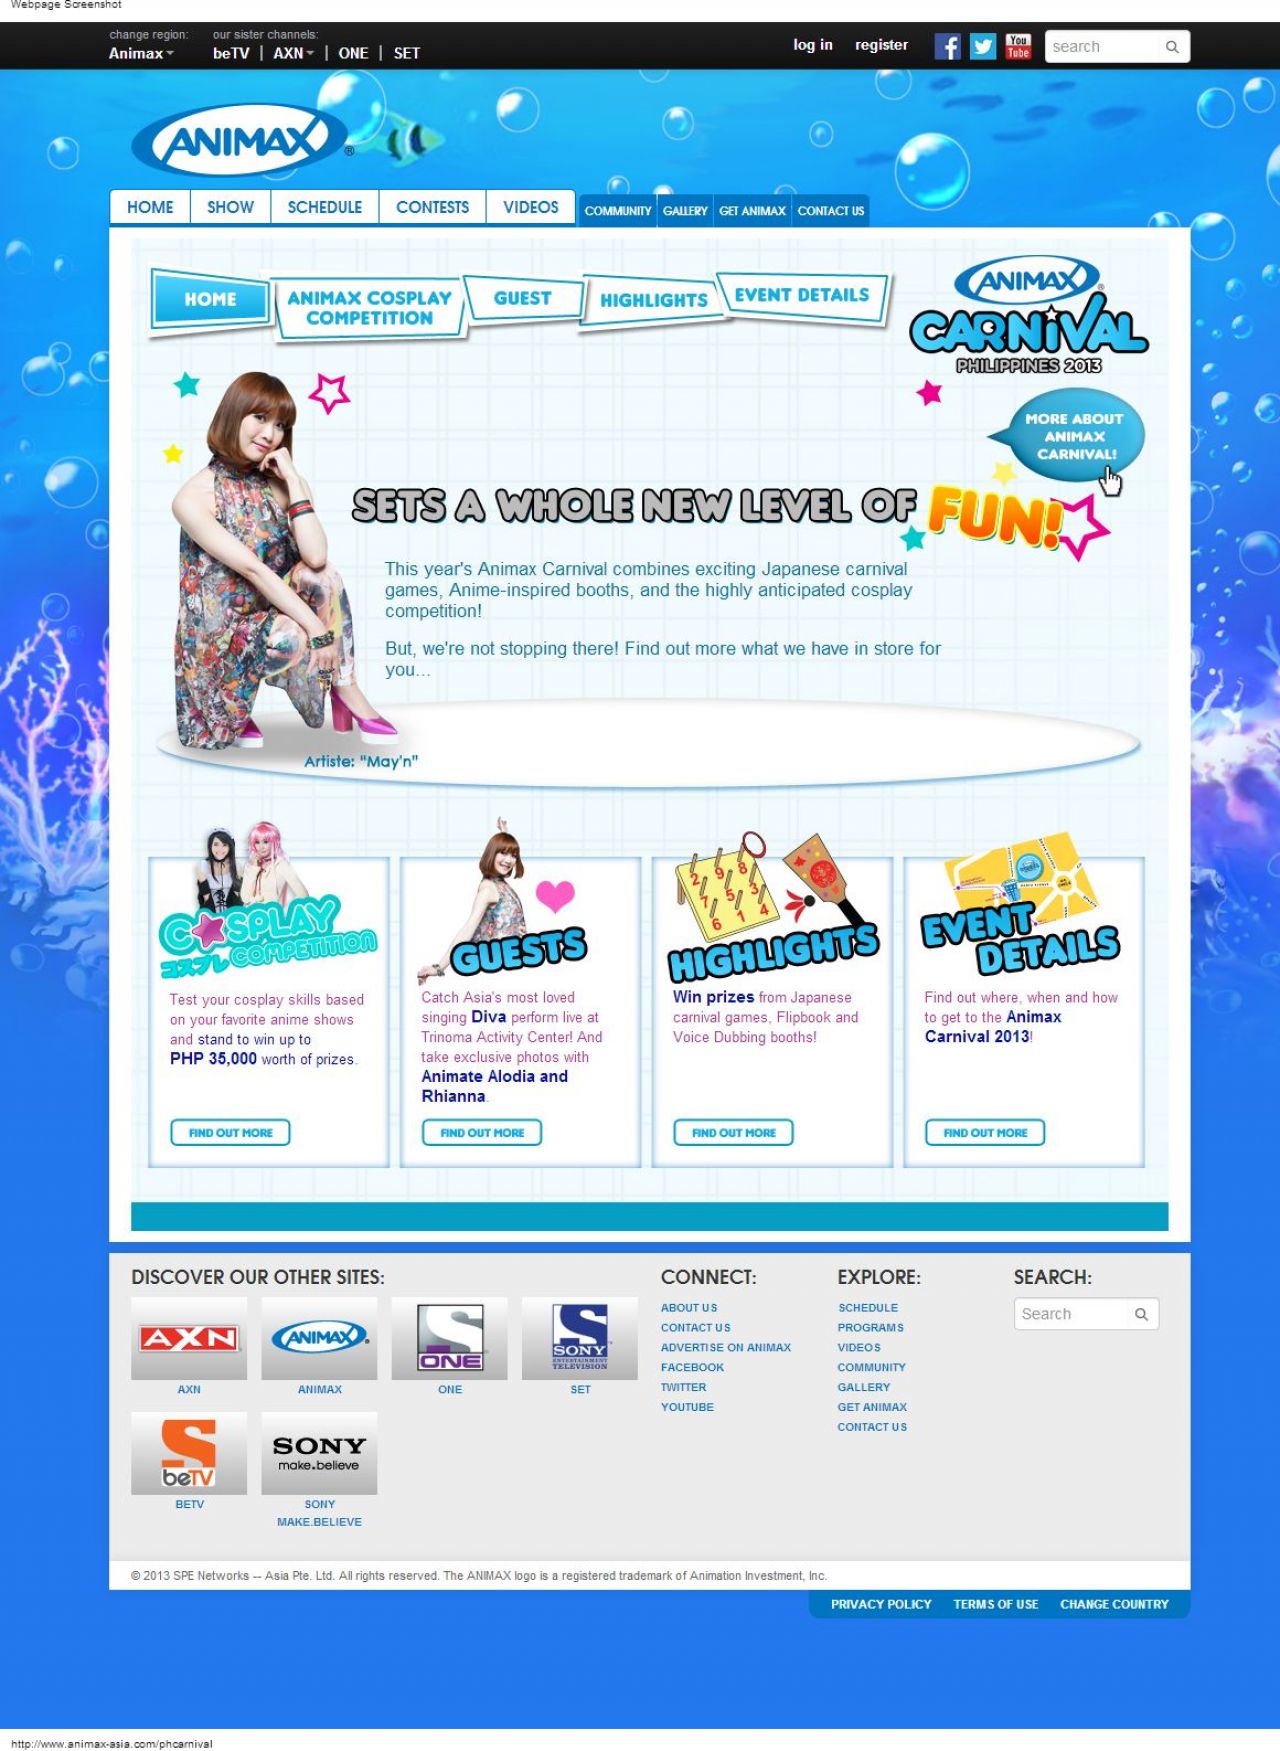 Webpage Screenshot
change region:
our sister channels:
Animax
beTV | AXN | ONE | SET
log in
register
You
Tube
search
ANIMAX ®
HOME
SHOW
SCHEDULE
CONTESTS
VIDEOS
COMMUNITY
GALLERY
GET ANIMAX
CONTACT US
HOME
ANIMAX COSPLAY
COMPETITION
GUEST
HIGHLIGHTS
EVENT DETAILS
ANIMAX ®
CARNIVAL
PHILIPPINES 2013
MORE ABOUT
ANIMAX
CARNIVAL!
SETS A WHOLE NEW LEVEL OF FUN!
This year's Animax Carnival combines exciting Japanese carnival
games, Anime-inspired booths, and the highly anticipated cosplay
competition!
But, we're not stopping there! Find out more what we have in store for
you...
Artiste: "May'n"
COSPLAY
コスプレ COMPETITION
Test your cosplay skills based
on your favorite anime shows
and stand to win up to
PHP 35,000 worth of prizes.
FIND OUT MORE
GUESTS
Catch Asia's most loved
singing Diva perform live at
Trinoma Activity Center! And
take exclusive photos with
Animate Alodia and
Rhianna.
FIND OUT MORE
2 9 8
7 5 3
6 1 4
HIGHLIGHTS
Win prizes from Japanese
carnival games, Flipbook and
Voice Dubbing booths!
FIND OUT MORE
EVENT
DETAILS
Find out where, when and how
to get to the Animax
Carnival 2013!
FIND OUT MORE
DISCOVER OUR OTHER SITES:
AXN
AXN
ANIMAX
ANIMAX
S
ONE
ONE
S
SONY
ENTERTAINMENT
TELEVISION
SET
S
beTV
BETV
SONY
make.believe
SONY
MAKE.BELIEVE
CONNECT:
ABOUT US
CONTACT US
ADVERTISE ON ANIMAX
FACEBOOK
TWITTER
YOUTUBE
EXPLORE:
SCHEDULE
PROGRAMS
VIDEOS
COMMUNITY
GALLERY
GET ANIMAX
CONTACT US
SEARCH:
Search
© 2013 SPE Networks -- Asia Pte. Ltd. All rights reserved. The ANIMAX logo is a registered trademark of Animation Investment, Inc.
PRIVACY POLICY
TERMS OF USE
CHANGE COUNTRY
http://www.animax-asia.com/phcarnival